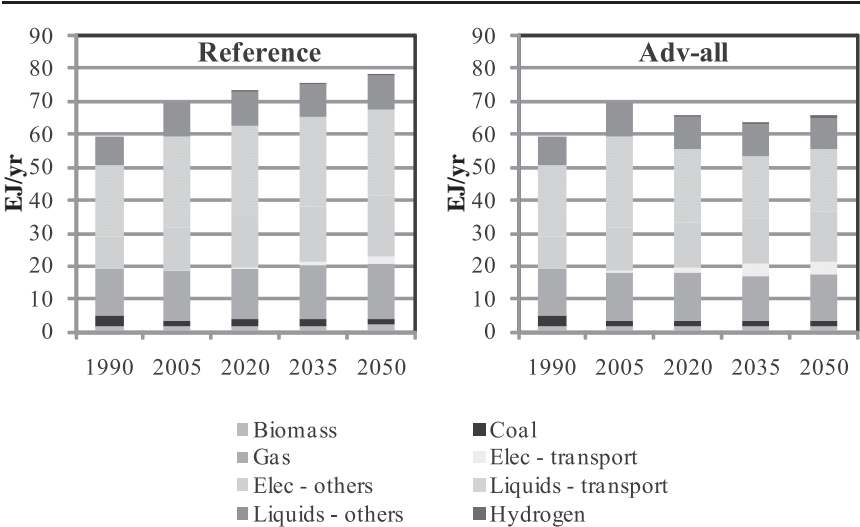 Reference
EJ/yr
90
80
70
60
50
40
30
20
10
0
1990 2005 2020 2035 2050
Adv-all
EJ/yr
90
80
70
60
50
40
30
20
10
0
1990 2005 2020 2035 2050
Biomass
Coal
Gas
Elec - transport
Elec - others
Liquids - transport
Liquids - others
Hydrogen